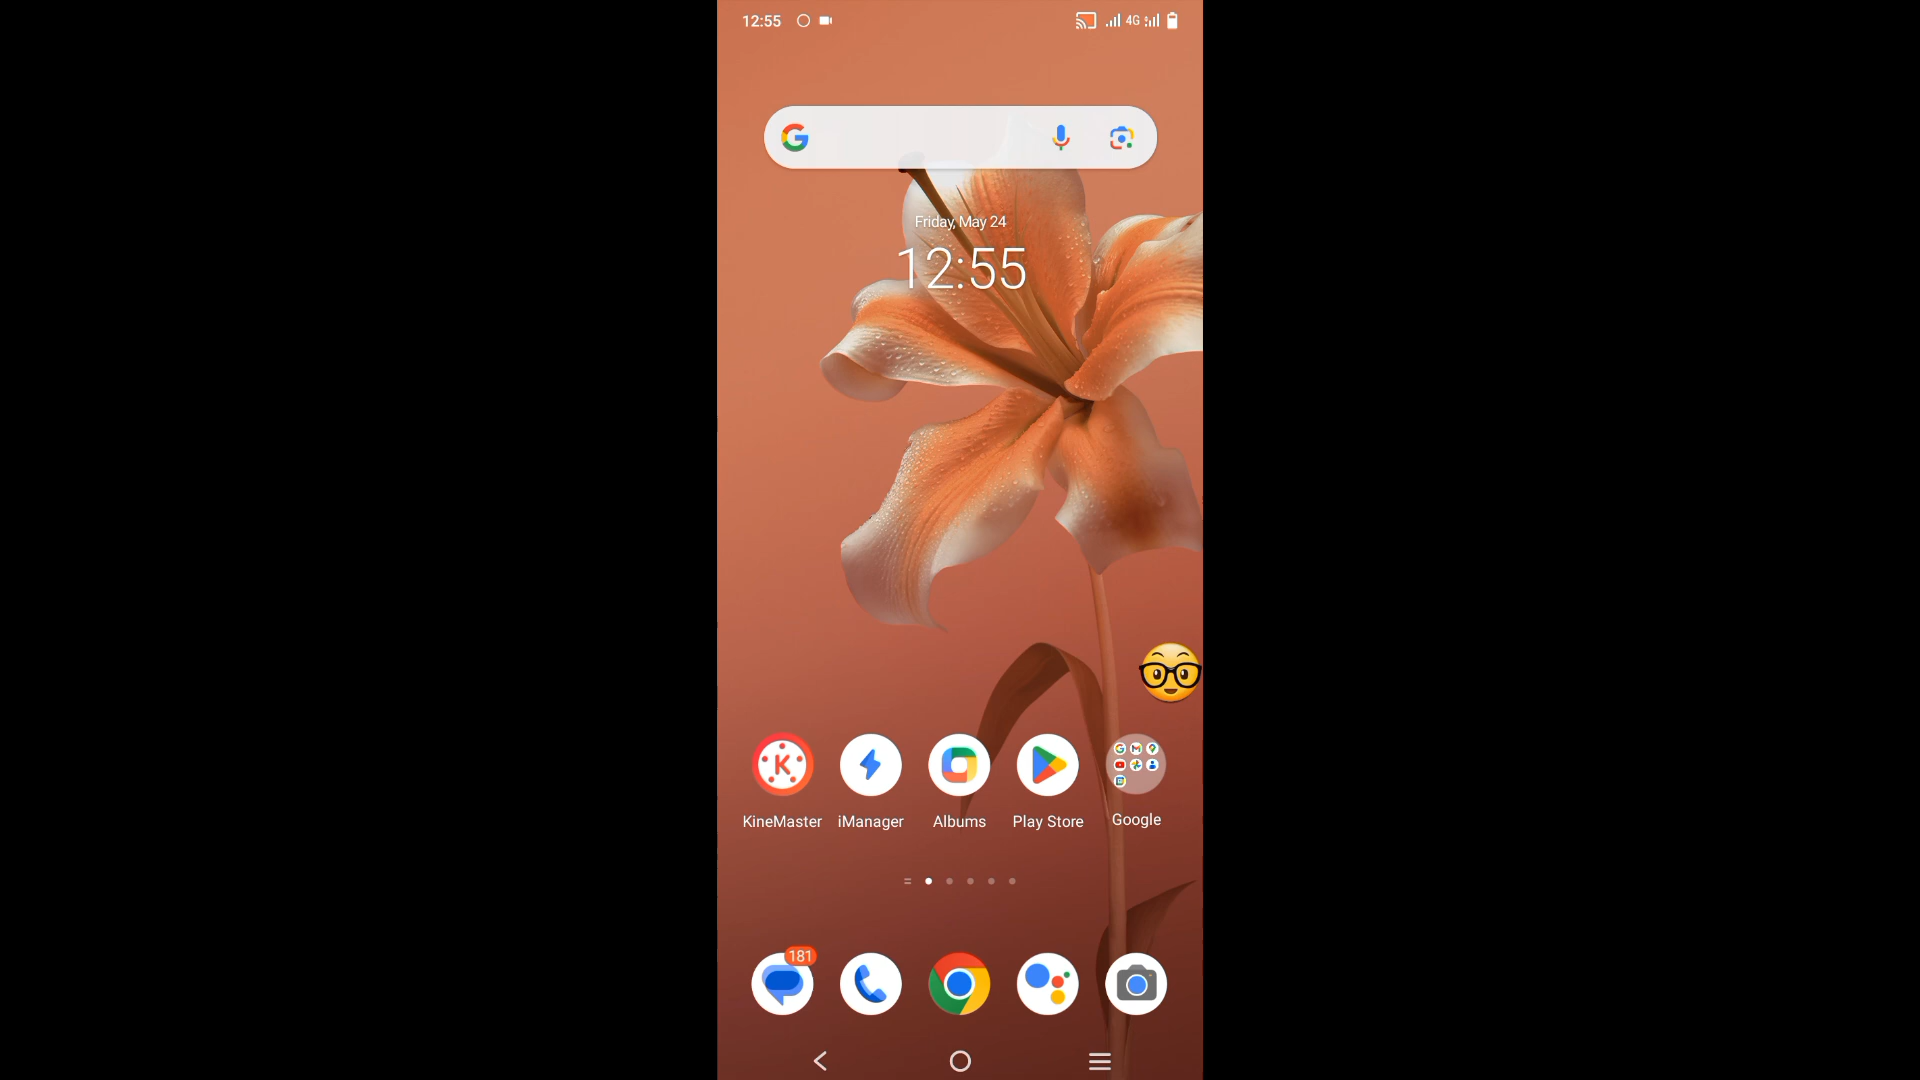 12:55
4G
Friday, May 24
12:55
KineMaster
iManager
Albums
Play Store
Google
181